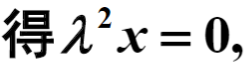 得λ²x = 0,